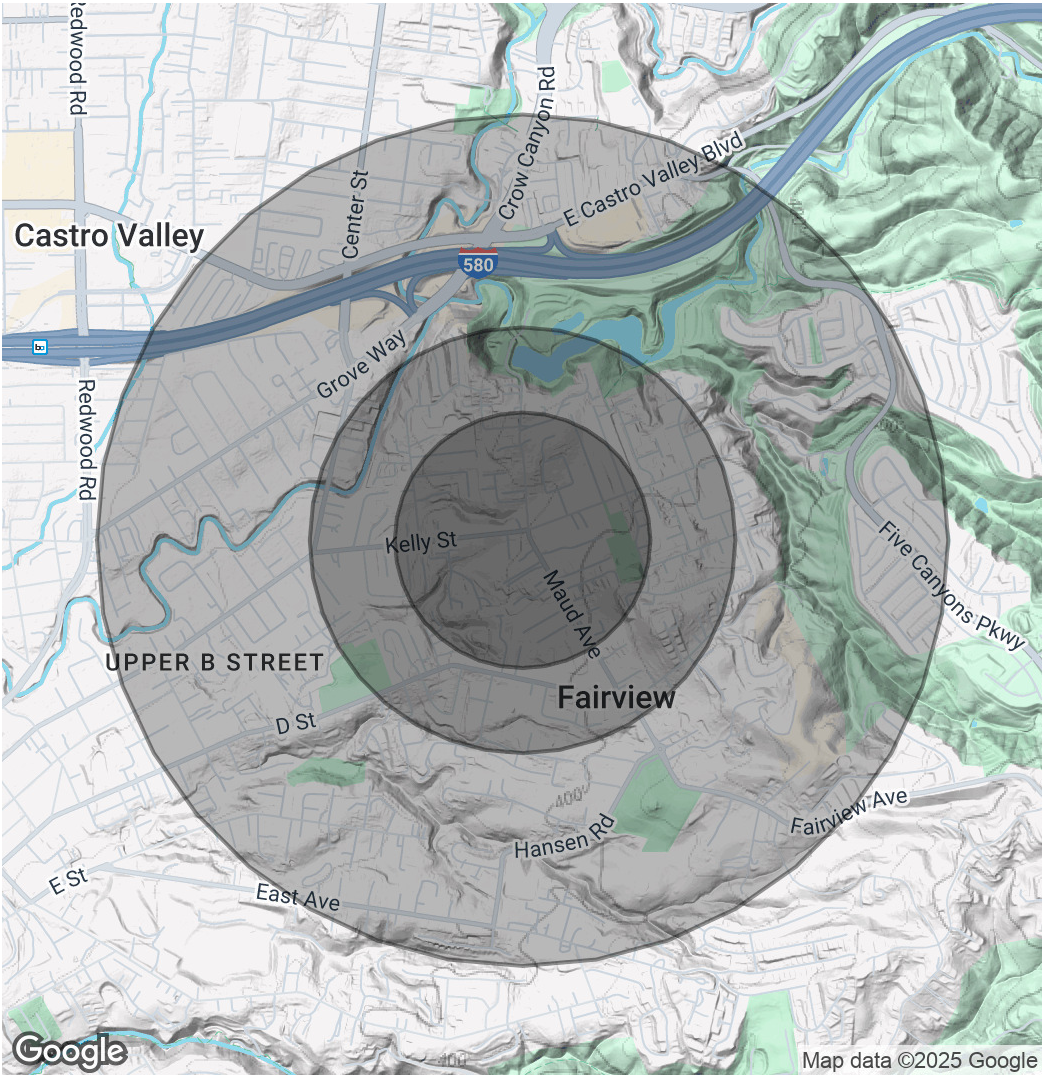 Redwood Rd
Crow Canyon Rd
E Castro Valley Blvd
Center St
Castro Valley
580
Grove Way
Redwood Rd
400
Five Canyons Pkwy
Kelly St
Maud Ave
UPPER B STREET
Fairview
D St
400'
Fairview Ave
Hansen Rd
E St
East Ave
Google
400
Map data ©2025 Google